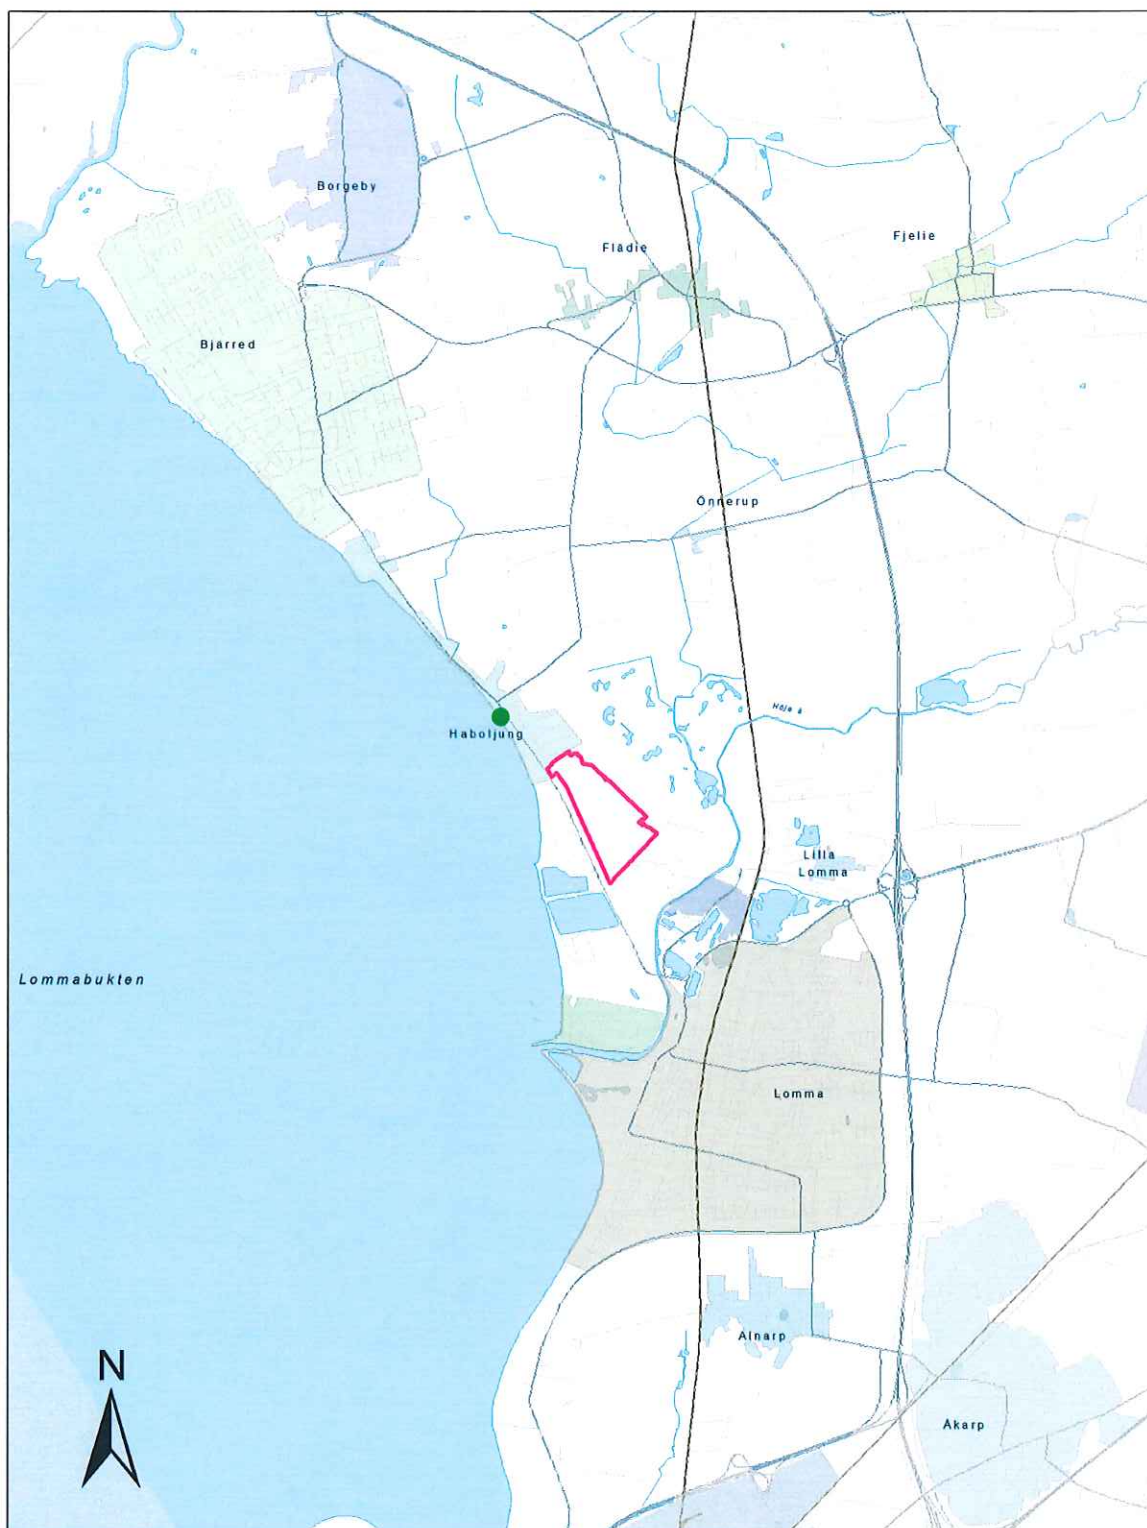 Borgeby
Flädie
Fjelie
Bjärred
Önnerup
Höje å
Haboljung
Lilla
Lomma
Lommabukten
Lomma
Alnarp
N
Åkarp